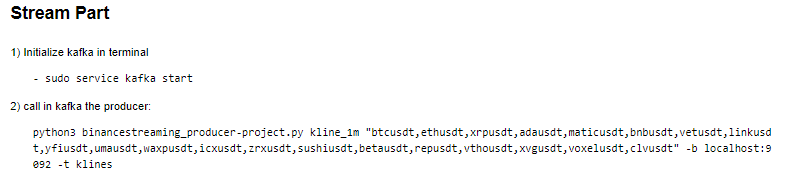 Stream Part
1) Initialize kafka in terminal
- sudo service kafka start
2) call in kafka the producer:
python3 binancestreaming_producer-project.py kline_1m "btcusdt,ethusdt,xrpusdt,adausdt,maticusdt,bnbusdt,vetusdt,linkusd
t,yfiusdt,umausdt,waxpusdt,icxusdt,zrxusdt,sushiusdt,betausdt,repusdt,vthousdt,xvgusdt,voxelusdt,clvusdt" -b localhost:9
092 -t klines